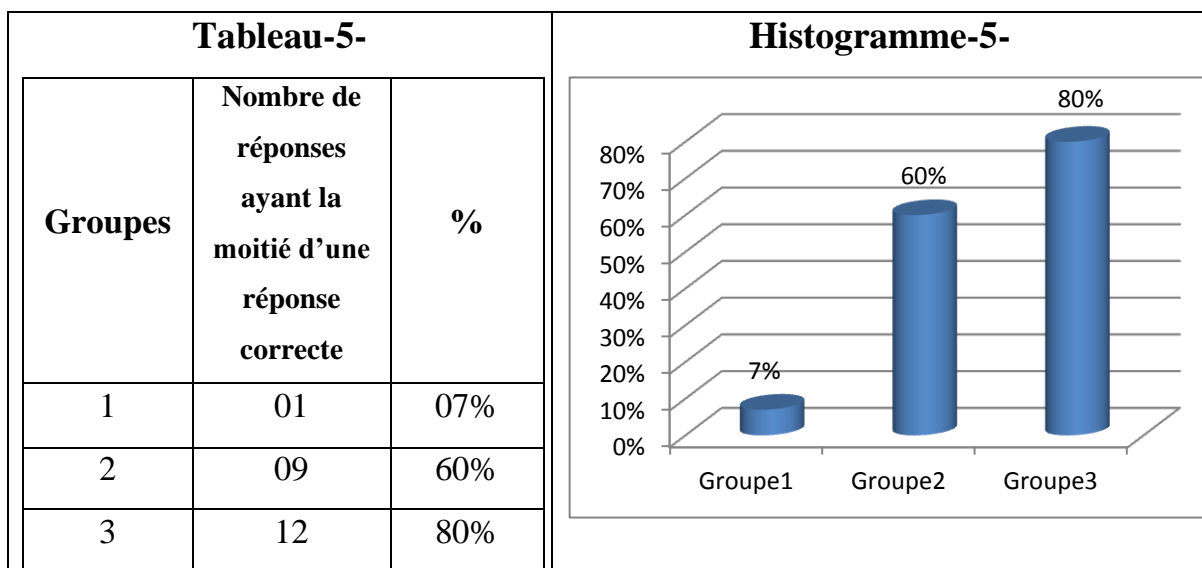 Tableau-5-
Groupes
Nombre de
réponses
ayant la
moitié d’une
réponse
correcte
%
1 01 07%
2 09 60%
3 12 80%
Histogramme-5-
80%
70%
60%
50%
40%
30%
20%
10%
0%
7%
60%
80%
Groupe1 Groupe2 Groupe3